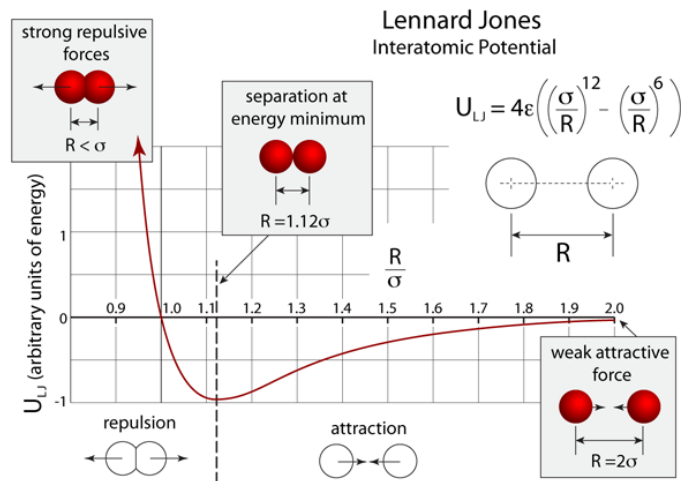 Lennard Jones
Interatomic Potential
strong repulsive
forces
R < σ
separation at
energy minimum
R =1.12σ
U_LJ = 4ε((σ/R)^12 − (σ/R)^6)
R
R/σ
U_LJ (arbitrary units of energy)
1
0
-1
0.9 1.0 1.1 1.2 1.3 1.4 1.5 1.6 1.7 1.8 1.9 2.0
weak attractive
force
R =2σ
repulsion
attraction